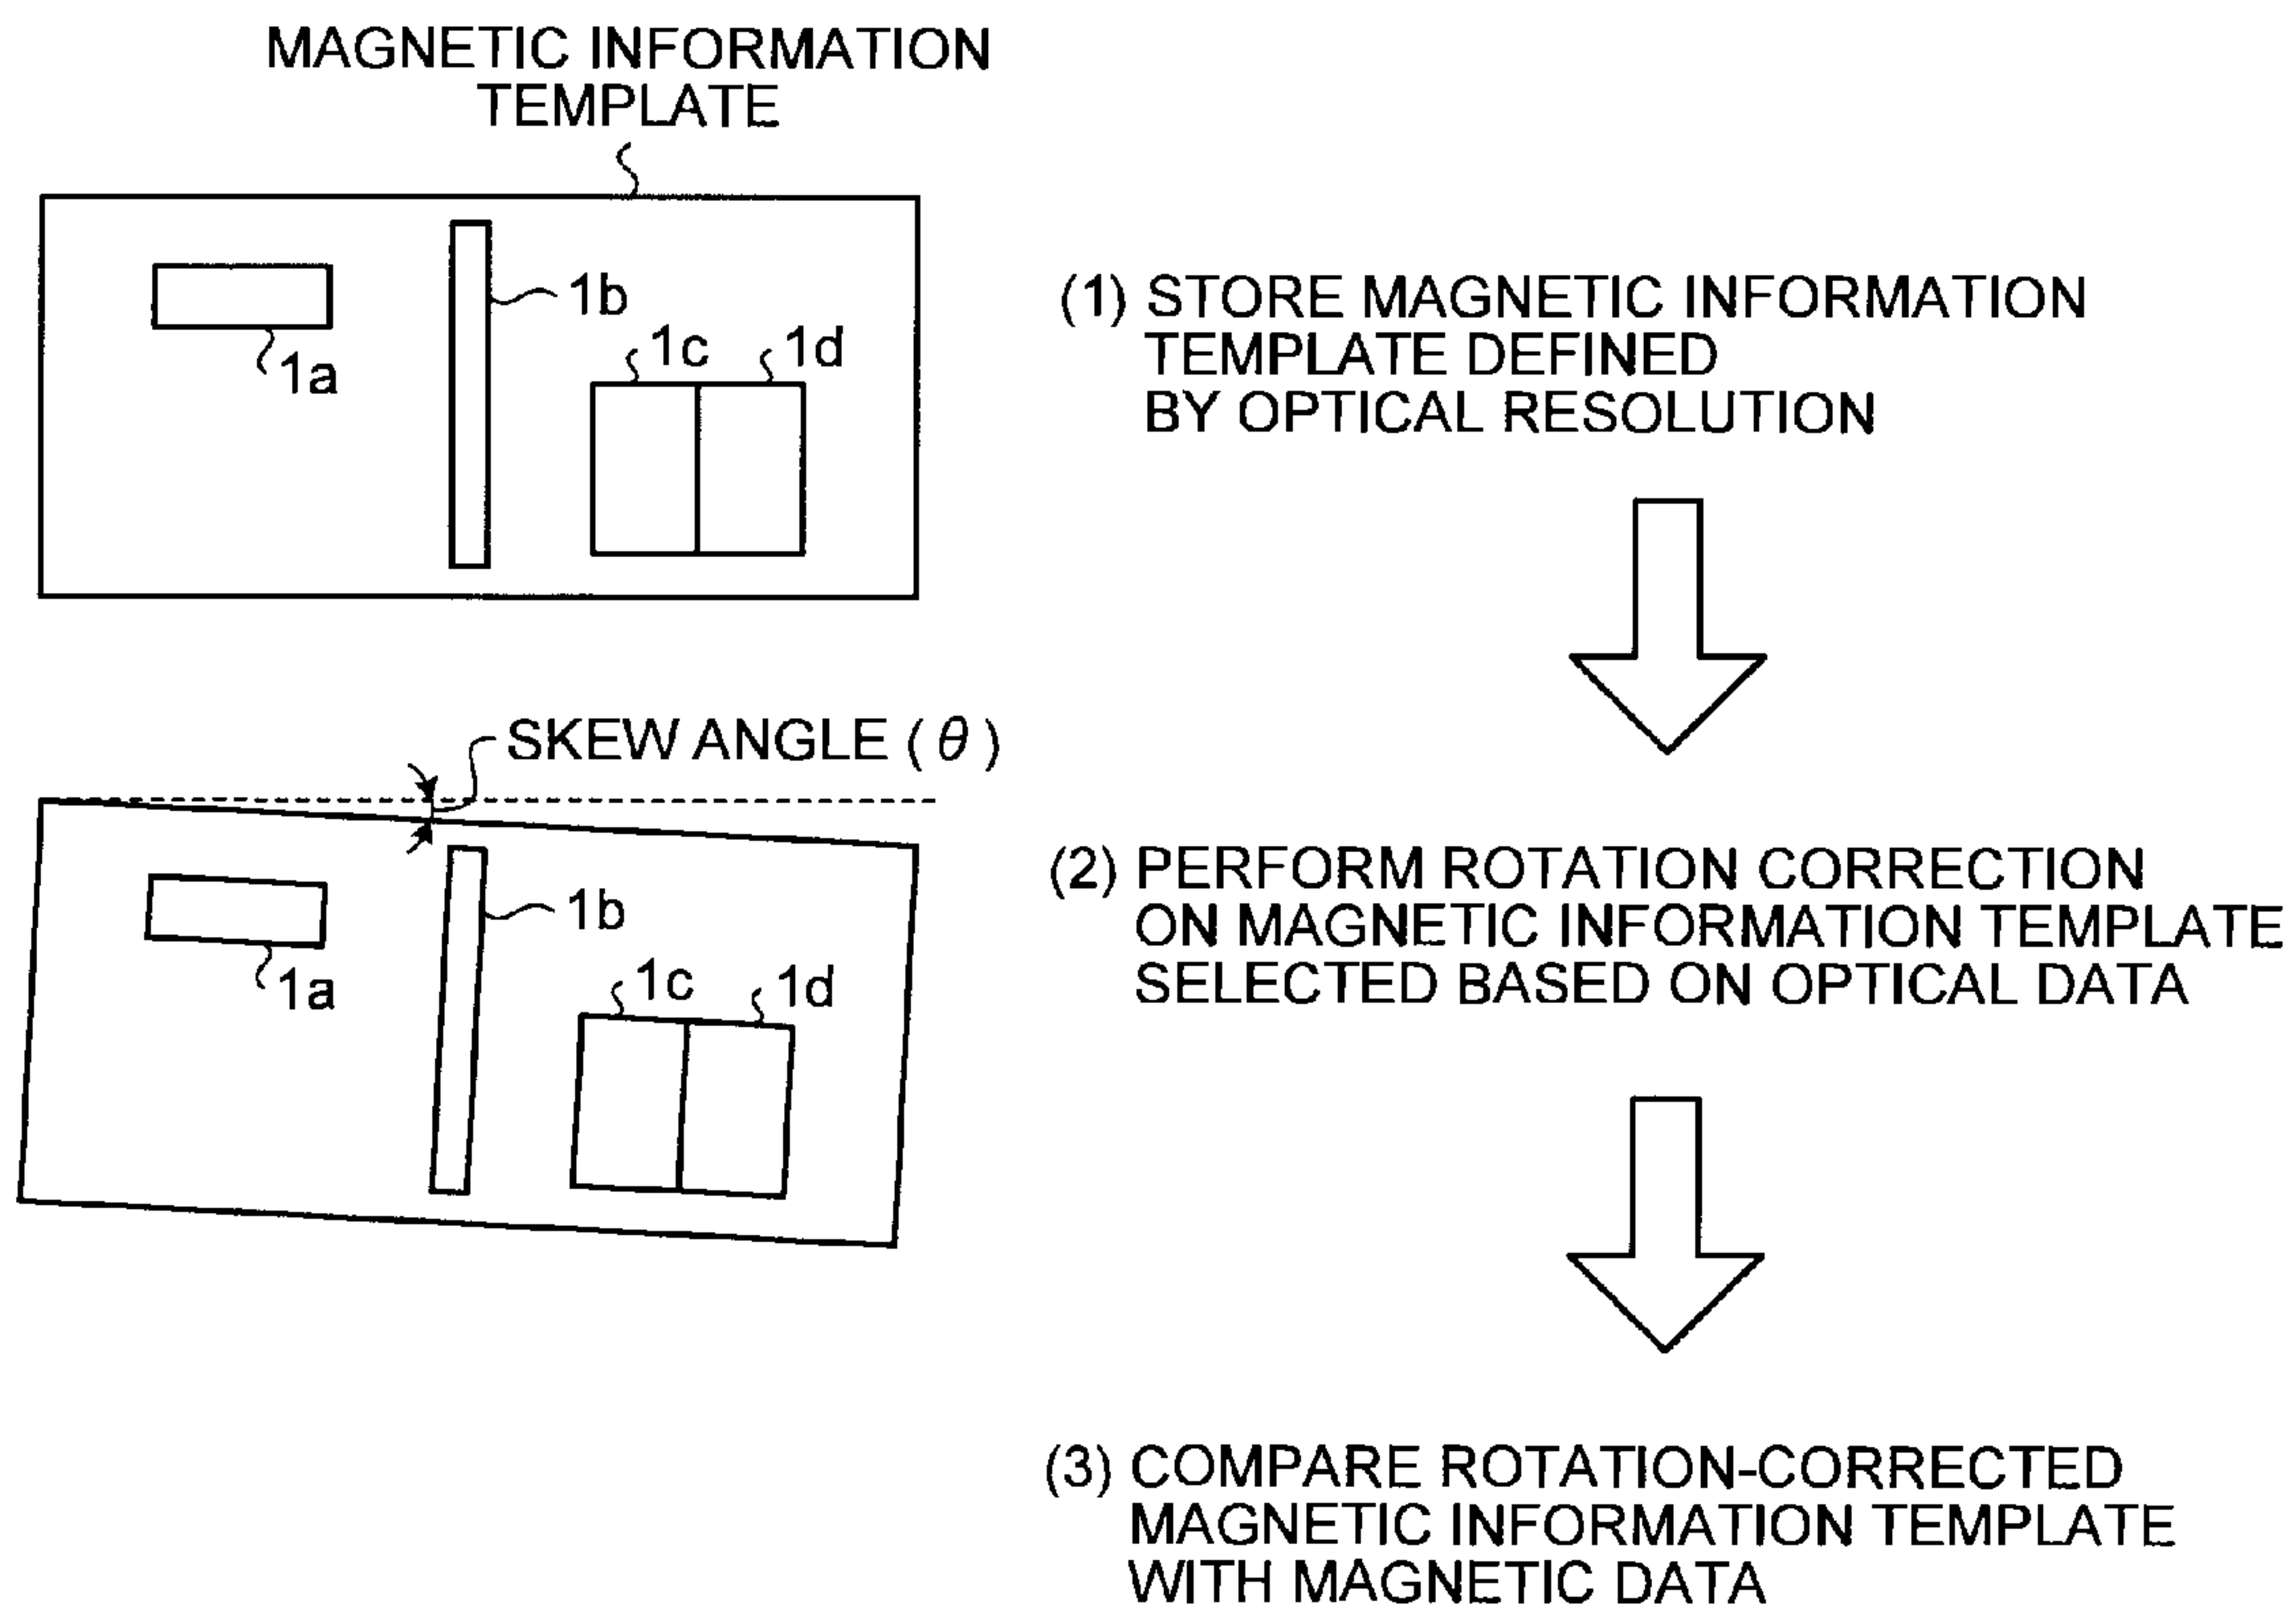 MAGNETIC INFORMATION
TEMPLATE
1a
1b
1c
1d
(1) STORE MAGNETIC INFORMATION
TEMPLATE DEFINED
BY OPTICAL RESOLUTION
SKEW ANGLE (θ)
1a
1b
1c
1d
(2) PERFORM ROTATION CORRECTION
ON MAGNETIC INFORMATION TEMPLATE
SELECTED BASED ON OPTICAL DATA
(3) COMPARE ROTATION-CORRECTED
MAGNETIC INFORMATION TEMPLATE
WITH MAGNETIC DATA